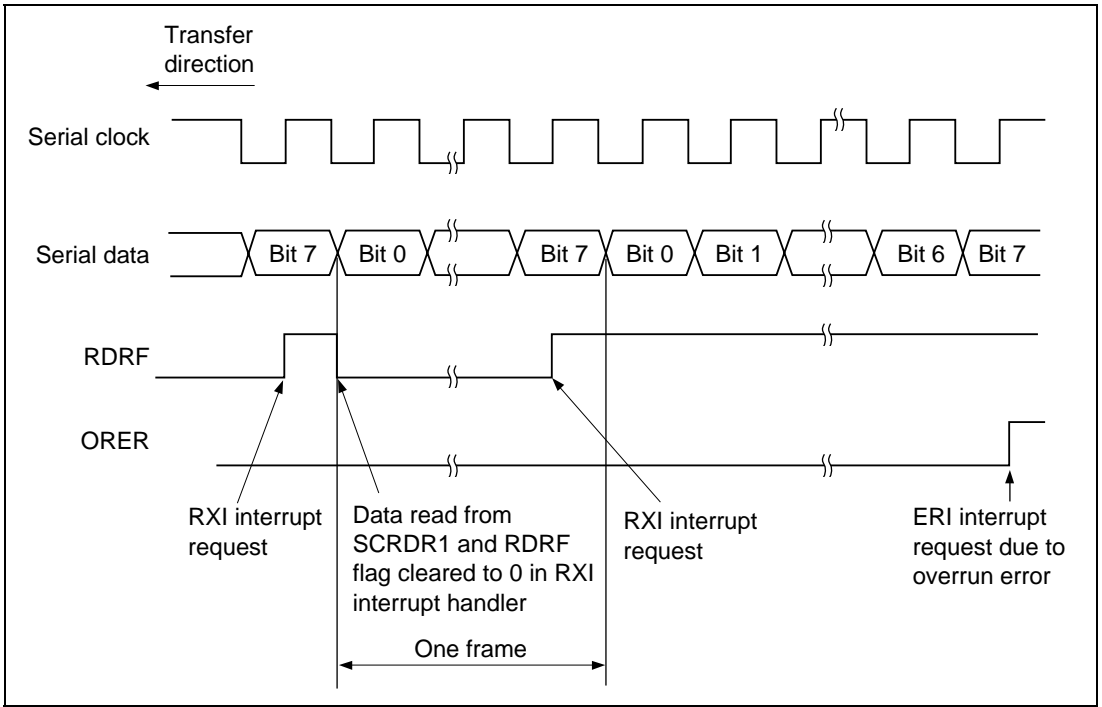 Transfer
direction
Serial clock
Serial data
Bit 7 Bit 0 Bit 7 Bit 0 Bit 1 Bit 6 Bit 7
RDRF
ORER
RXI interrupt
request
Data read from
SCRDR1 and RDRF
flag cleared to 0 in RXI
interrupt handler
RXI interrupt
request
ERI interrupt
request due to
overrun error
One frame